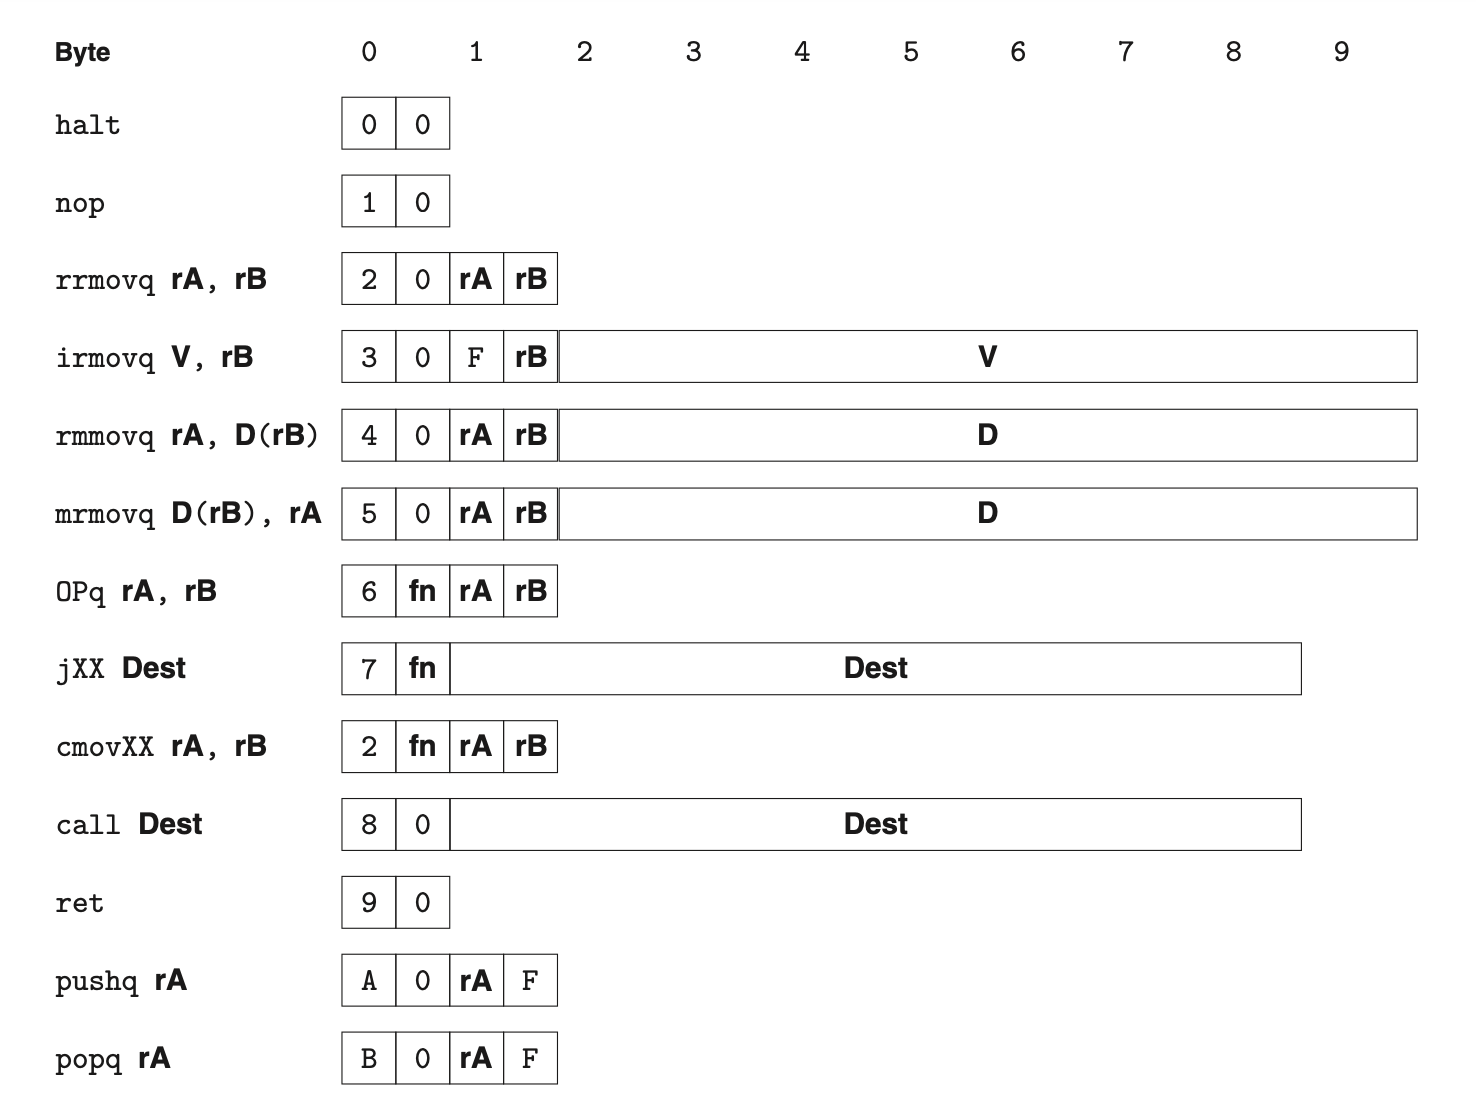 Byte 0 1 2 3 4 5 6 7 8 9
halt 0 0
nop 1 0
rrmovq rA, rB 2 0 rA rB
irmovq V, rB 3 0 F rB V
rmmovq rA, D(rB) 4 0 rA rB D
mrmovq D(rB), rA 5 0 rA rB D
OPq rA, rB 6 fn rA rB
jXX Dest 7 fn Dest
cmovXX rA, rB 2 fn rA rB
call Dest 8 0 Dest
ret 9 0
pushq rA A 0 rA F
popq rA B 0 rA F